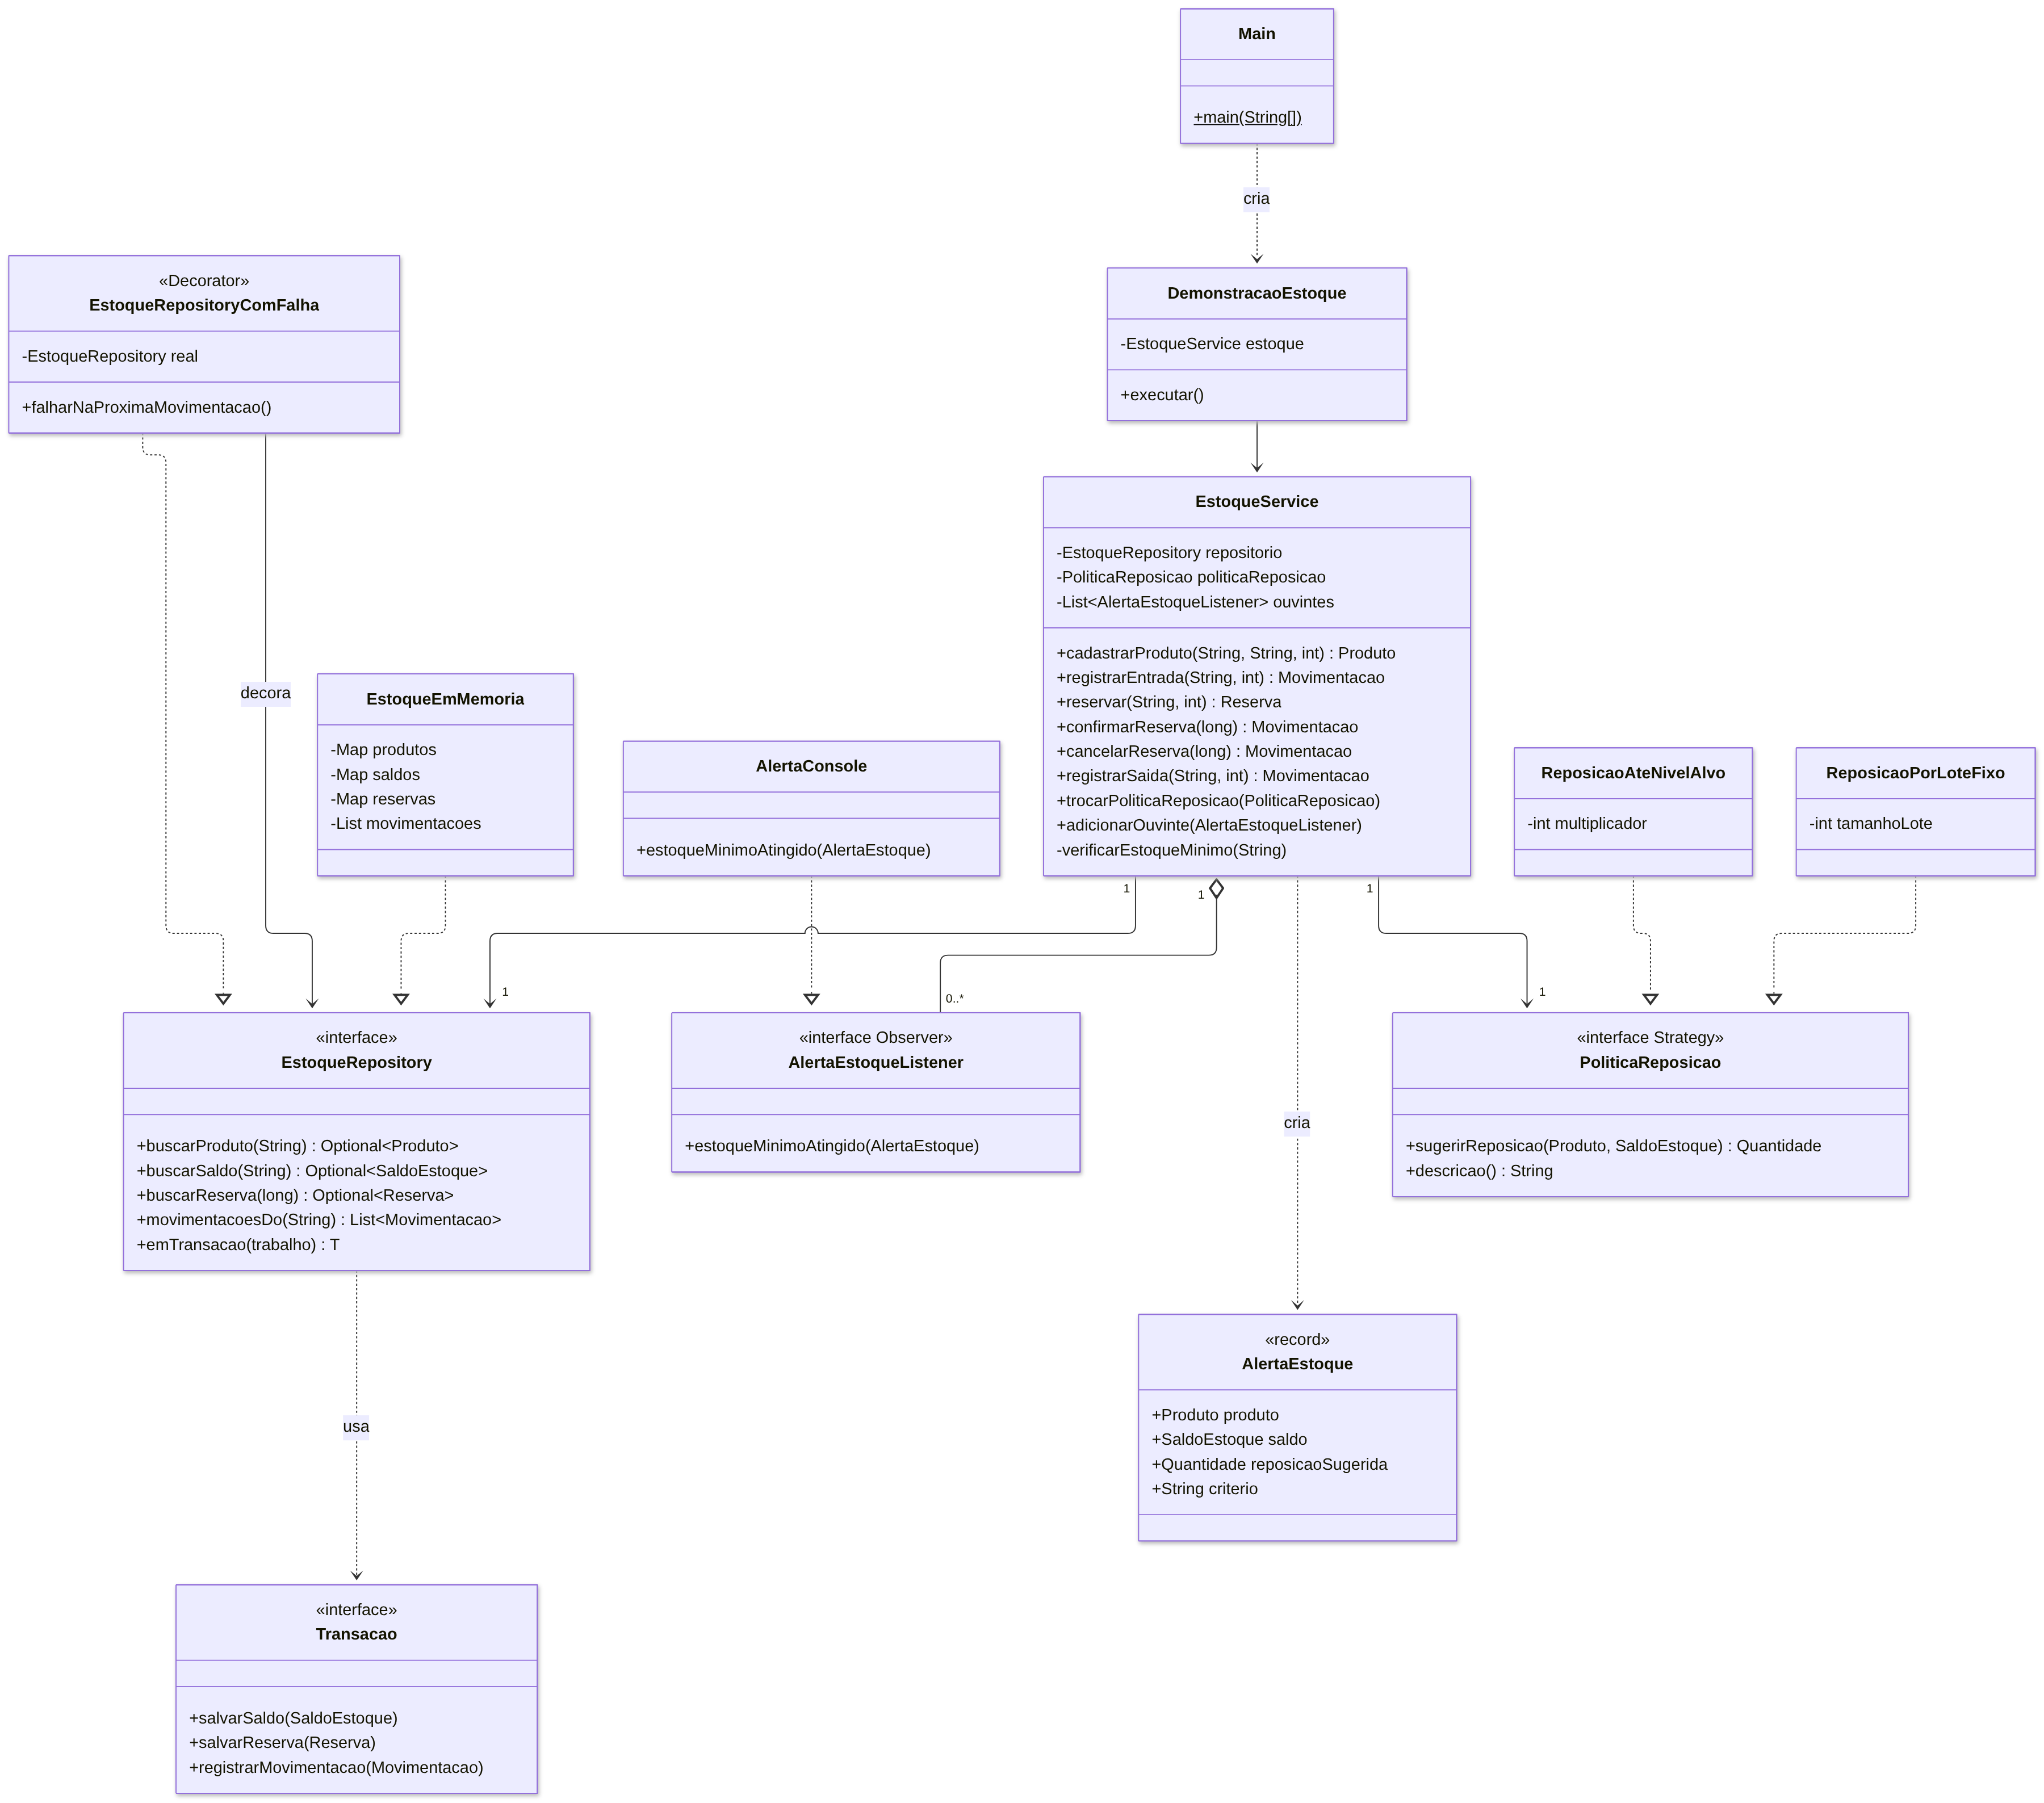 Main
+main(String[])
cria
«Decorator»
EstoqueRepositoryComFalha
-EstoqueRepository real
+falharNaProximaMovimentacao()
DemonstracaoEstoque
-EstoqueService estoque
+executar()
EstoqueService
-EstoqueRepository repositorio
-PoliticaReposicao politicaReposicao
-List<AlertaEstoqueListener> ouvintes
+cadastrarProduto(String, String, int) : Produto
+registrarEntrada(String, int) : Movimentacao
+reservar(String, int) : Reserva
+confirmarReserva(long) : Movimentacao
+cancelarReserva(long) : Movimentacao
+registrarSaida(String, int) : Movimentacao
+trocarPoliticaReposicao(PoliticaReposicao)
+adicionarOuvinte(AlertaEstoqueListener)
-verificarEstoqueMinimo(String)
decora
EstoqueEmMemoria
-Map produtos
-Map saldos
-Map reservas
-List movimentacoes
AlertaConsole
+estoqueMinimoAtingido(AlertaEstoque)
ReposicaoAteNivelAlvo
-int multiplicador
ReposicaoPorLoteFixo
-int tamanhoLote
1
1
1
1
0..*
1
«interface»
EstoqueRepository
+buscarProduto(String) : Optional<Produto>
+buscarSaldo(String) : Optional<SaldoEstoque>
+buscarReserva(long) : Optional<Reserva>
+movimentacoesDo(String) : List<Movimentacao>
+emTransacao(trabalho) : T
«interface Observer»
AlertaEstoqueListener
+estoqueMinimoAtingido(AlertaEstoque)
cria
«interface Strategy»
PoliticaReposicao
+sugerirReposicao(Produto, SaldoEstoque) : Quantidade
+descricao() : String
usa
«record»
AlertaEstoque
+Produto produto
+SaldoEstoque saldo
+Quantidade reposicaoSugerida
+String criterio
«interface»
Transacao
+salvarSaldo(SaldoEstoque)
+salvarReserva(Reserva)
+registrarMovimentacao(Movimentacao)